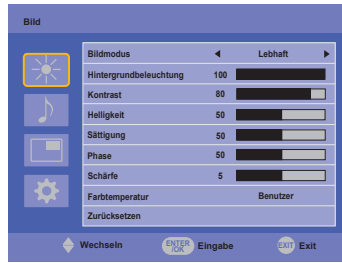 Bild
Bildmodus Lebhaft
Hintergrundbeleuchtung 100
Kontrast 80
Helligkeit 50
Sättigung 50
Phase 50
Schärfe 5
Farbtemperatur Benutzer
Zurücksetzen
Wechseln ENTER/OK Eingabe EXIT Exit